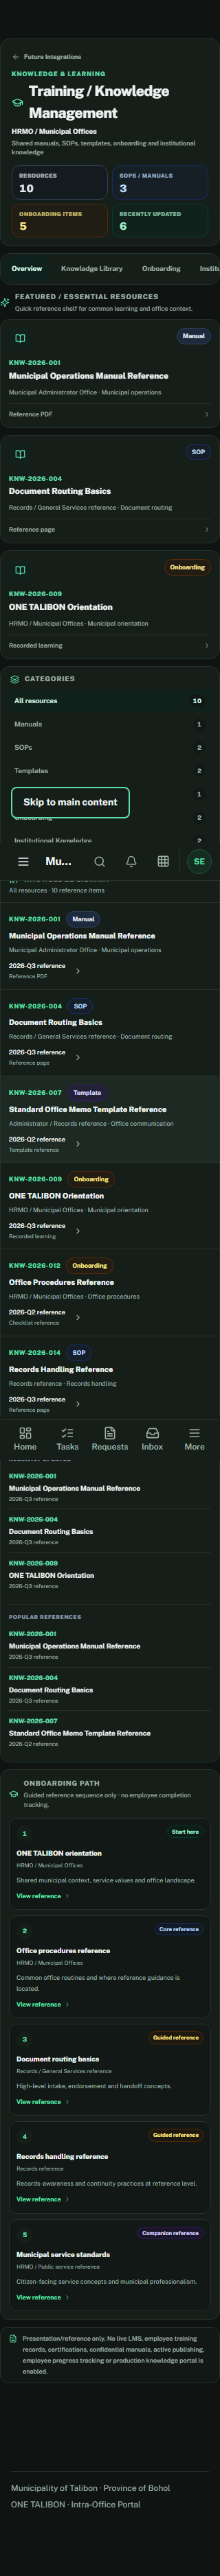 Future Integrations
KNOWLEDGE & LEARNING
Training / Knowledge
Management
HRMO / Municipal Offices
Shared manuals, SOPs, templates, onboarding and institutional
knowledge
RESOURCES
10
SOPS / MANUALS
3
ONBOARDING ITEMS
5
RECENTLY UPDATED
6
Overview
Knowledge Library
Onboarding
FEATURED / ESSENTIAL RESOURCES
Quick reference shelf for common learning and office context.
Manual
KNW-2026-001
Municipal Operations Manual Reference
Municipal Administrator Office · Municipal operations
Reference PDF
SOP
KNW-2026-004
Document Routing Basics
Records / General Services reference · Document routing
Reference page
Onboarding
KNW-2026-009
ONE TALIBON Orientation
HRMO / Municipal Offices · Municipal orientation
Recorded learning
CATEGORIES
All resources 10
Manuals 1
SOPs 2
Templates 2
1
Skip to main content
2
Institutional Knowledge 2
Mu...
SE
All resources · 10 reference items
KNW-2026-001 Manual
Municipal Operations Manual Reference
Municipal Administrator Office · Municipal operations
2026-Q3 reference
Reference PDF
KNW-2026-004 SOP
Document Routing Basics
Records / General Services reference · Document routing
2026-Q3 reference
Reference page
KNW-2026-007 Template
Standard Office Memo Template Reference
Administrator / Records reference · Office communication
2026-Q2 reference
Template reference
KNW-2026-009 Onboarding
ONE TALIBON Orientation
HRMO / Municipal Offices · Municipal orientation
2026-Q3 reference
Recorded learning
KNW-2026-012 Onboarding
Office Procedures Reference
HRMO / Municipal Offices · Office procedures
2026-Q2 reference
Checklist reference
KNW-2026-014 SOP
Records Handling Reference
Records reference · Records handling
2026-Q3 reference
Reference page
Home
Tasks
Requests
Inbox
More
KNW-2026-001
Municipal Operations Manual Reference
2026-Q3 reference
KNW-2026-004
Document Routing Basics
2026-Q3 reference
KNW-2026-009
ONE TALIBON Orientation
2026-Q3 reference
POPULAR REFERENCES
KNW-2026-001
Municipal Operations Manual Reference
2026-Q3 reference
KNW-2026-004
Document Routing Basics
2026-Q3 reference
KNW-2026-007
Standard Office Memo Template Reference
2026-Q2 reference
ONBOARDING PATH
Guided reference sequence only · no employee completion
tracking.
1
Start here
ONE TALIBON orientation
HRMO / Municipal Offices
Shared municipal context, service values and office landscape.
View reference
2
Core reference
Office procedures reference
HRMO / Municipal Offices
Common office routines and where reference guidance is
located.
View reference
3
Guided reference
Document routing basics
Records / General Services reference
High-level intake, endorsement and handoff concepts.
View reference
4
Guided reference
Records handling reference
Records reference
Records-awareness and continuity practices at reference level.
View reference
5
Companion reference
Municipal service standards
HRMO / Public service reference
Citizen-facing service concepts and municipal professionalism.
View reference
Presentation/reference only. No live LMS, employee training
records, certifications, confidential manuals, active publishing,
employee progress tracking or production knowledge portal is
enabled.
Municipality of Talibon · Province of Bohol
ONE TALIBON · Intra-Office Portal